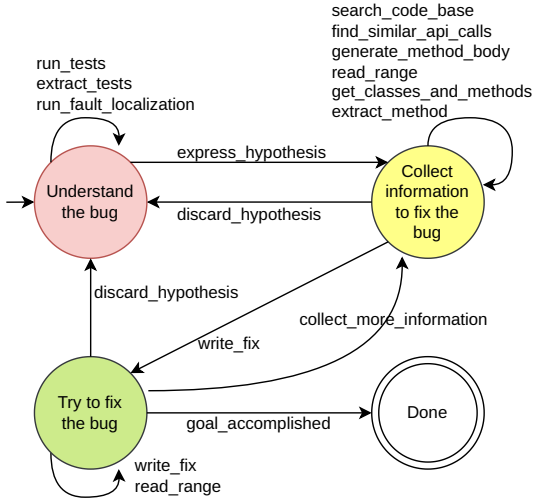 search_code_base
find_similar_api_calls
generate_method_body
read_range
get_classes_and_methods
extract_method
run_tests
extract_tests
run_fault_localization
express_hypothesis
Understand
the bug
Collect
information
to fix the
bug
discard_hypothesis
discard_hypothesis
collect_more_information
write_fix
Try to fix
the bug
goal_accomplished
Done
write_fix
read_range